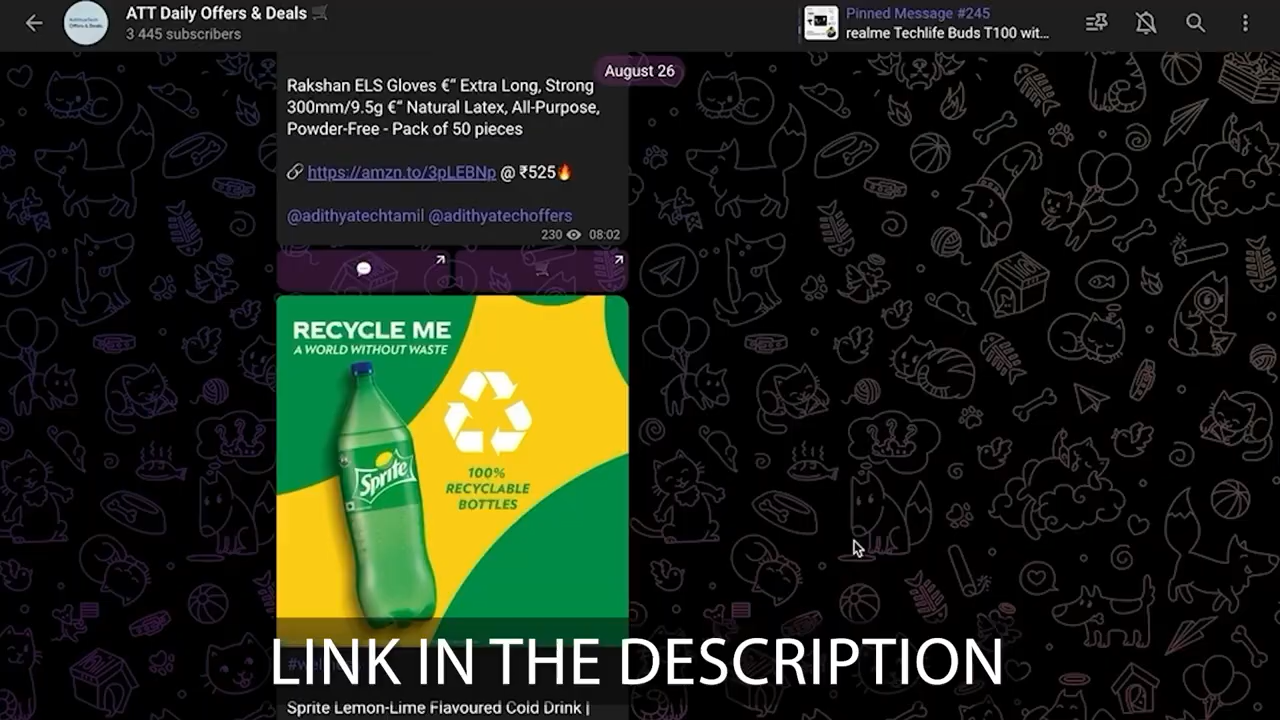 ATT Daily Offers & Deals 🛒
3 445 subscribers
Pinned Message #245
realme Techlife Buds T100 wit...
August 26
Rakshan ELS Gloves €“ Extra Long, Strong
300mm/9.5g €“ Natural Latex, All-Purpose,
Powder-Free - Pack of 50 pieces
🔗 https://amzn.to/3pLEBNp @ ₹525🔥
@adithyatechtamil @adithyatechoffers
230 08:02
RECYCLE ME
A WORLD WITHOUT WASTE
Sprite
100%
RECYCLABLE
BOTTLES
LINK IN THE DESCRIPTION
Sprite Lemon-Lime Flavoured Cold Drink |